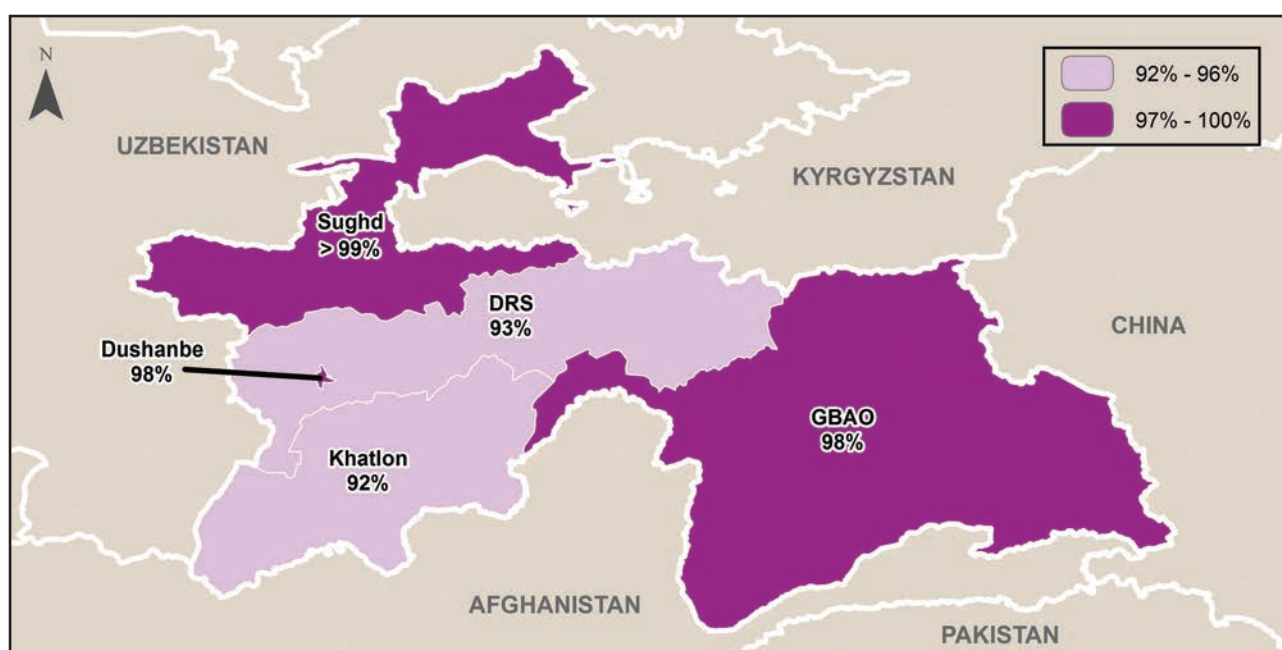 N
92% - 96%
97% - 100%
UZBEKISTAN
KYRGYZSTAN
Sughd
> 99%
DRS
93%
CHINA
Dushanbe
98%
GBAO
98%
Khatlon
92%
AFGHANISTAN
PAKISTAN